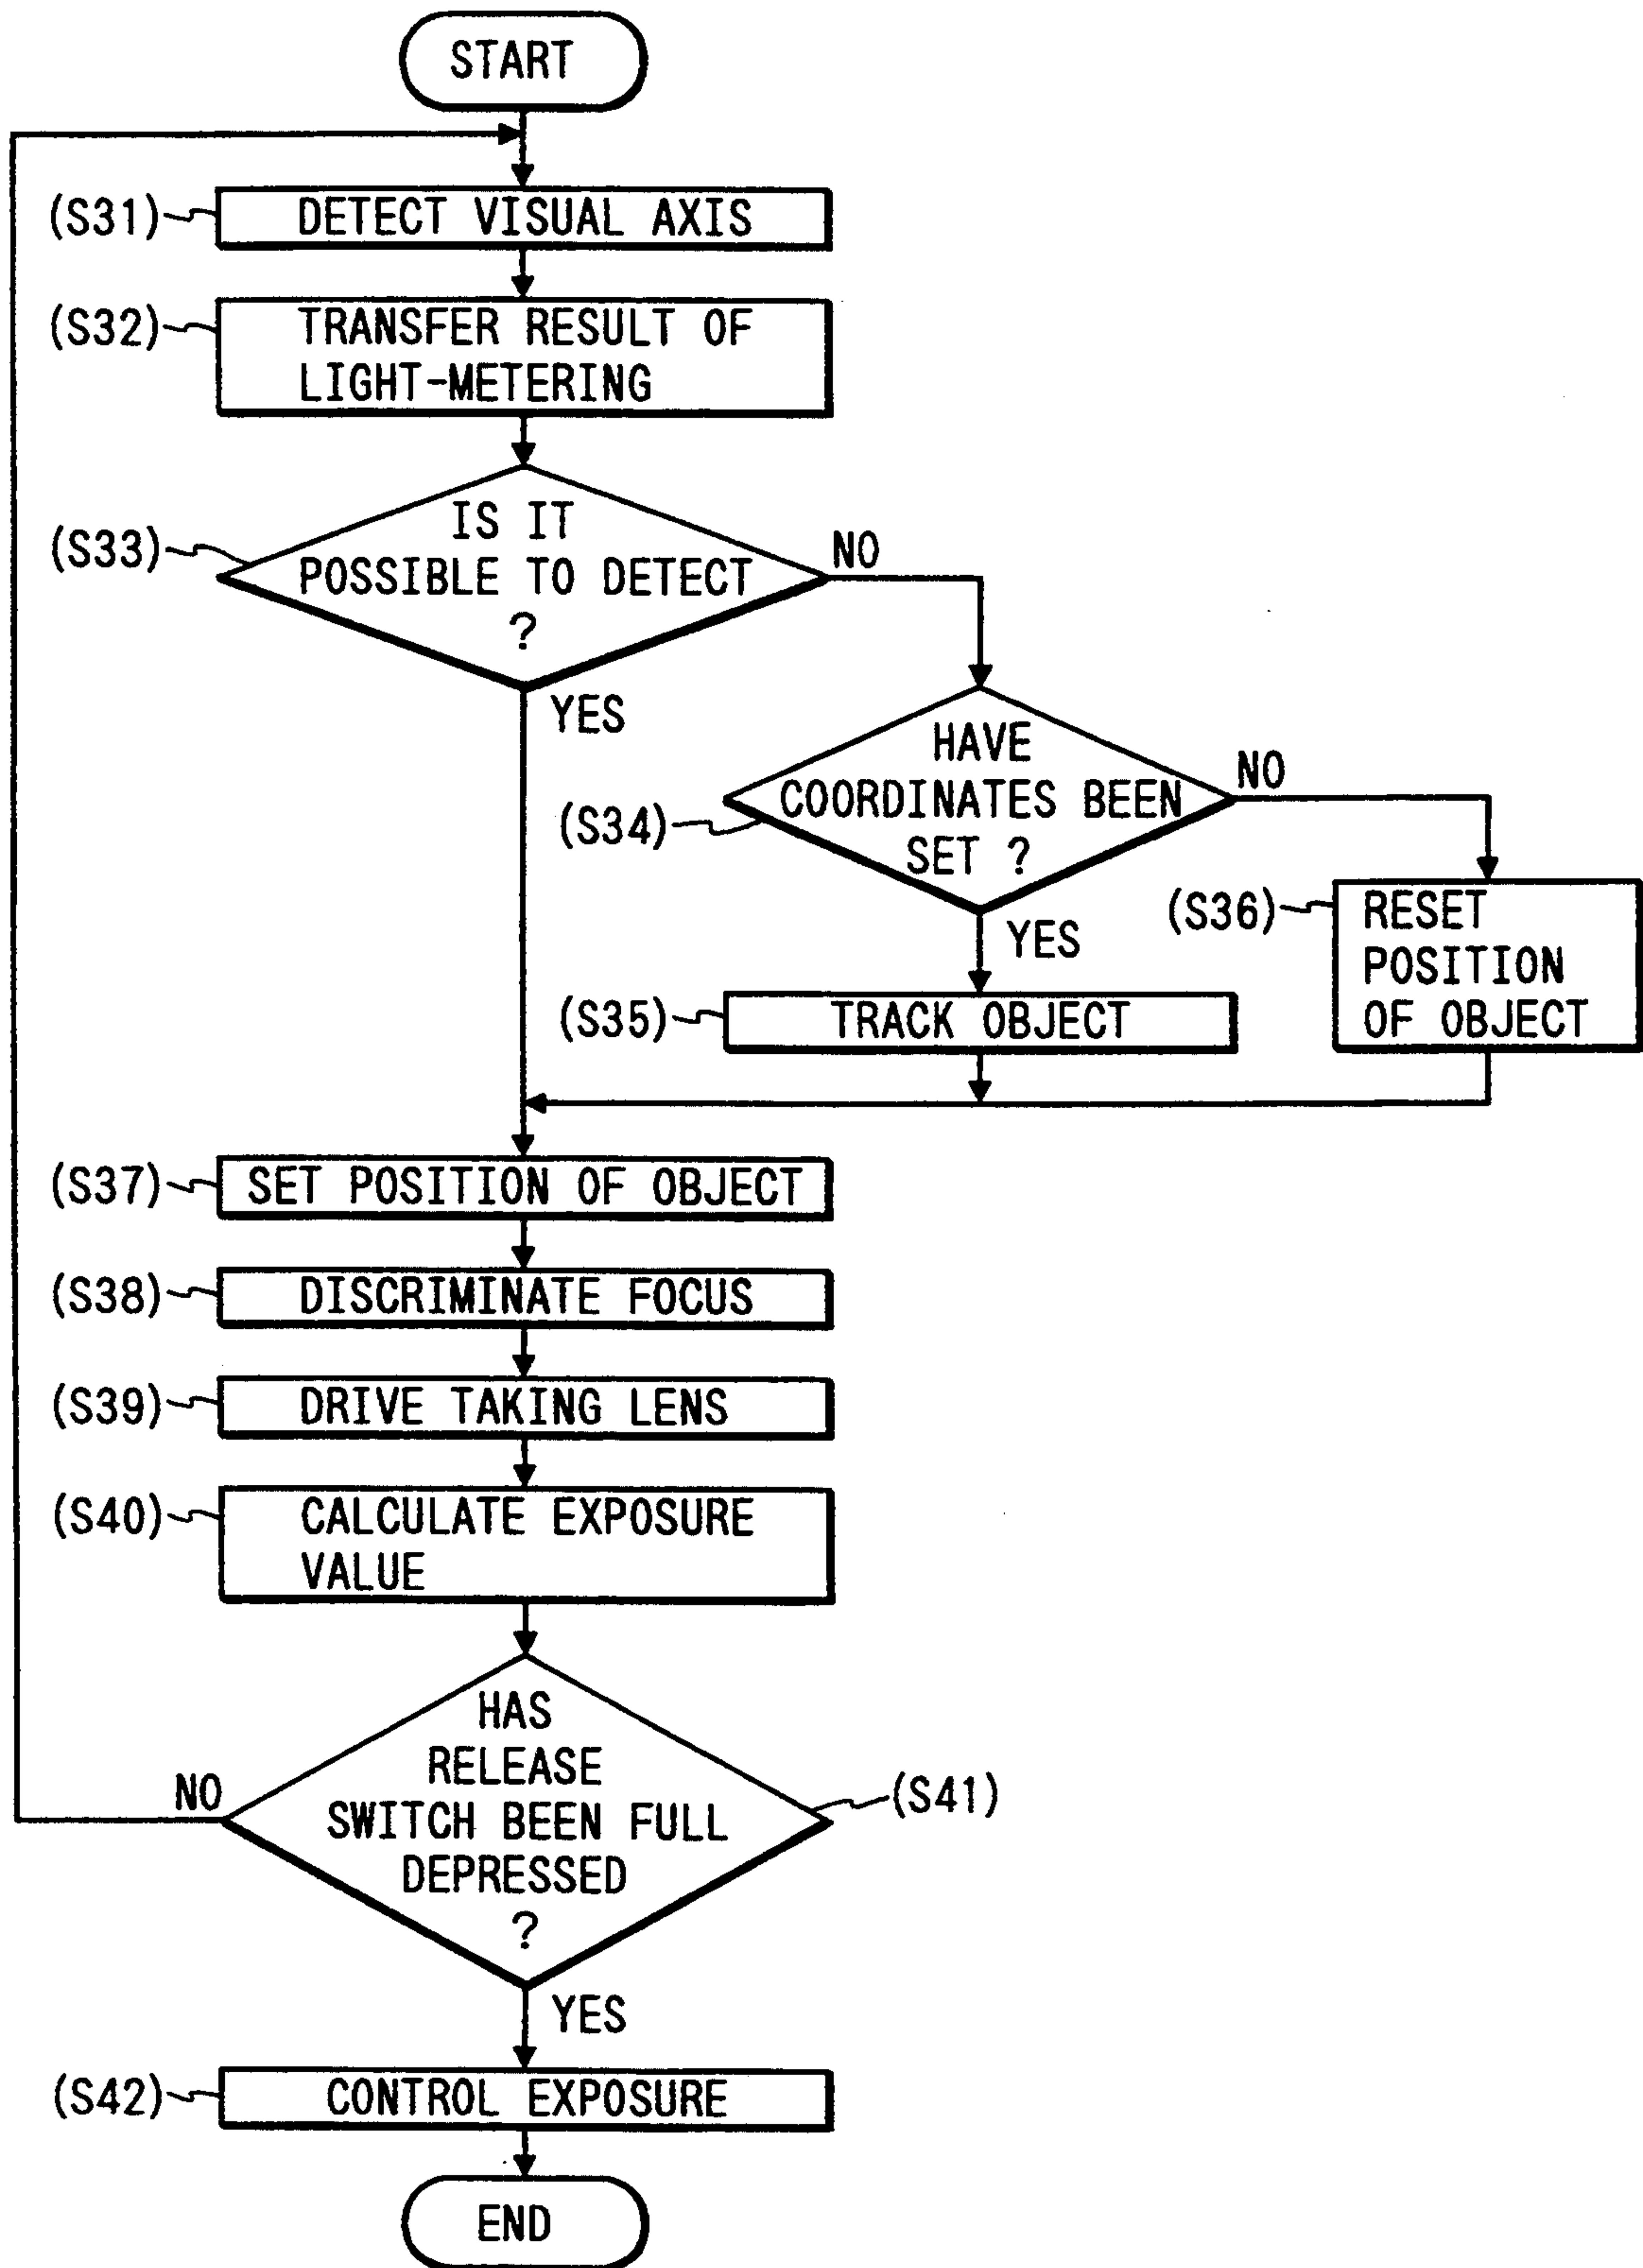 START
(S31)
DETECT VISUAL AXIS
(S32)
TRANSFER RESULT OF
LIGHT-METERING
(S33)
IS IT
POSSIBLE TO DETECT
?
NO
YES
(S34)
HAVE
COORDINATES BEEN
SET ?
NO
YES
(S35)
TRACK OBJECT
(S36)
RESET
POSITION
OF OBJECT
(S37)
SET POSITION OF OBJECT
(S38)
DISCRIMINATE FOCUS
(S39)
DRIVE TAKING LENS
(S40)
CALCULATE EXPOSURE
VALUE
HAS
RELEASE
SWITCH BEEN FULL
DEPRESSED
?
(S41)
NO
YES
(S42)
CONTROL EXPOSURE
END